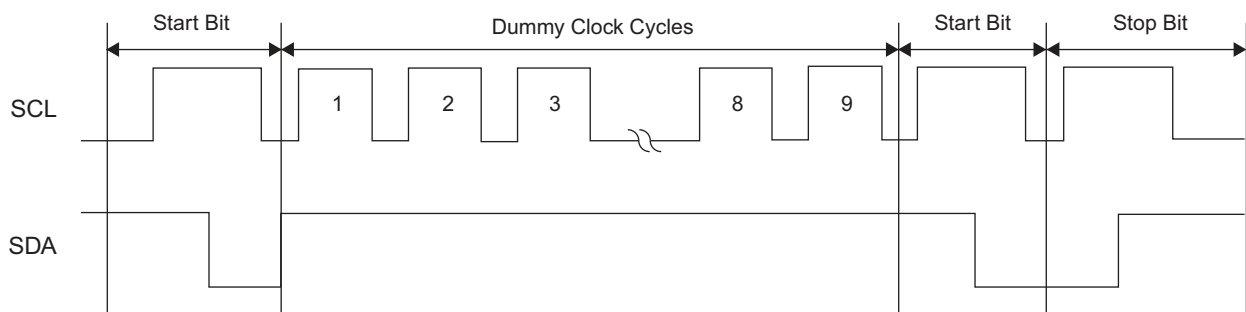 Start Bit Dummy Clock Cycles Start Bit Stop Bit
SCL 1 2 3 8 9
SDA